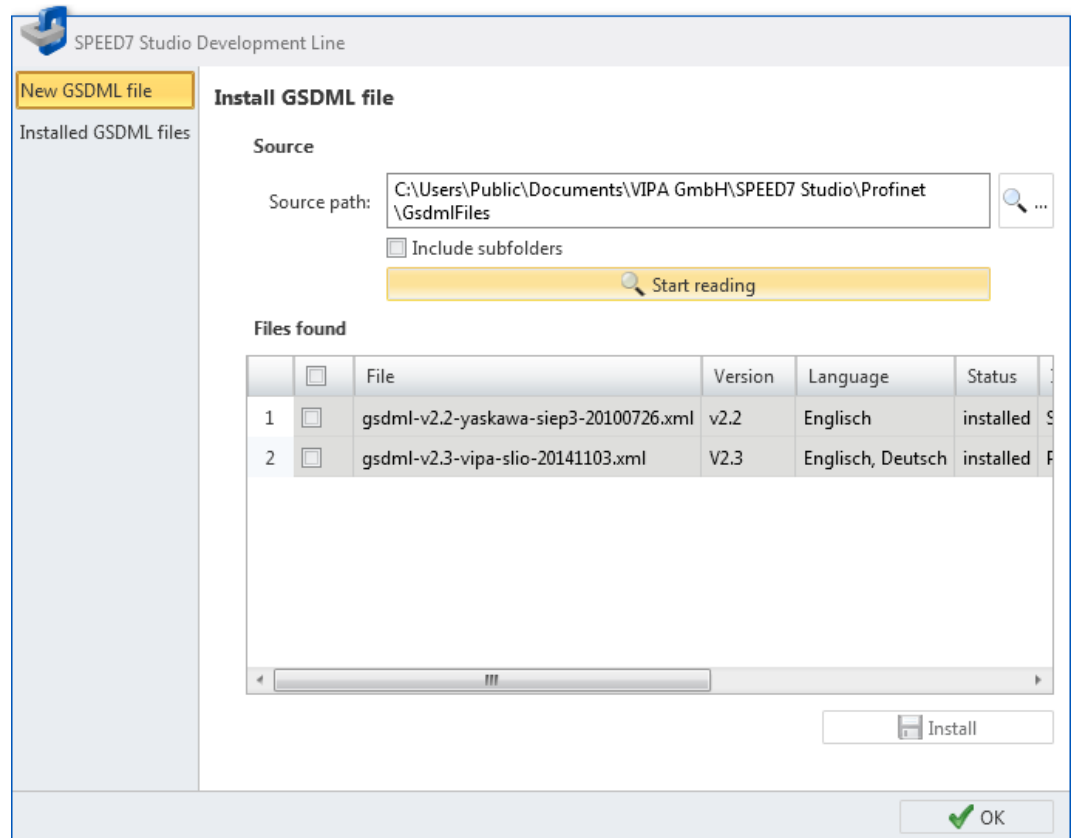 SPEED7 Studio Development Line
New GSDML file
Installed GSDML files
Install GSDML file
Source
Source path:
C:\Users\Public\Documents\VIPA GmbH\SPEED7 Studio\Profinet
\GsdmlFiles
...
Include subfolders
Start reading
Files found
File Version Language Status
1 gsdml-v2.2-yaskawa-siep3-20100726.xml v2.2 Englisch installed
2 gsdml-v2.3-vipa-slio-20141103.xml V2.3 Englisch, Deutsch installed
Install
OK